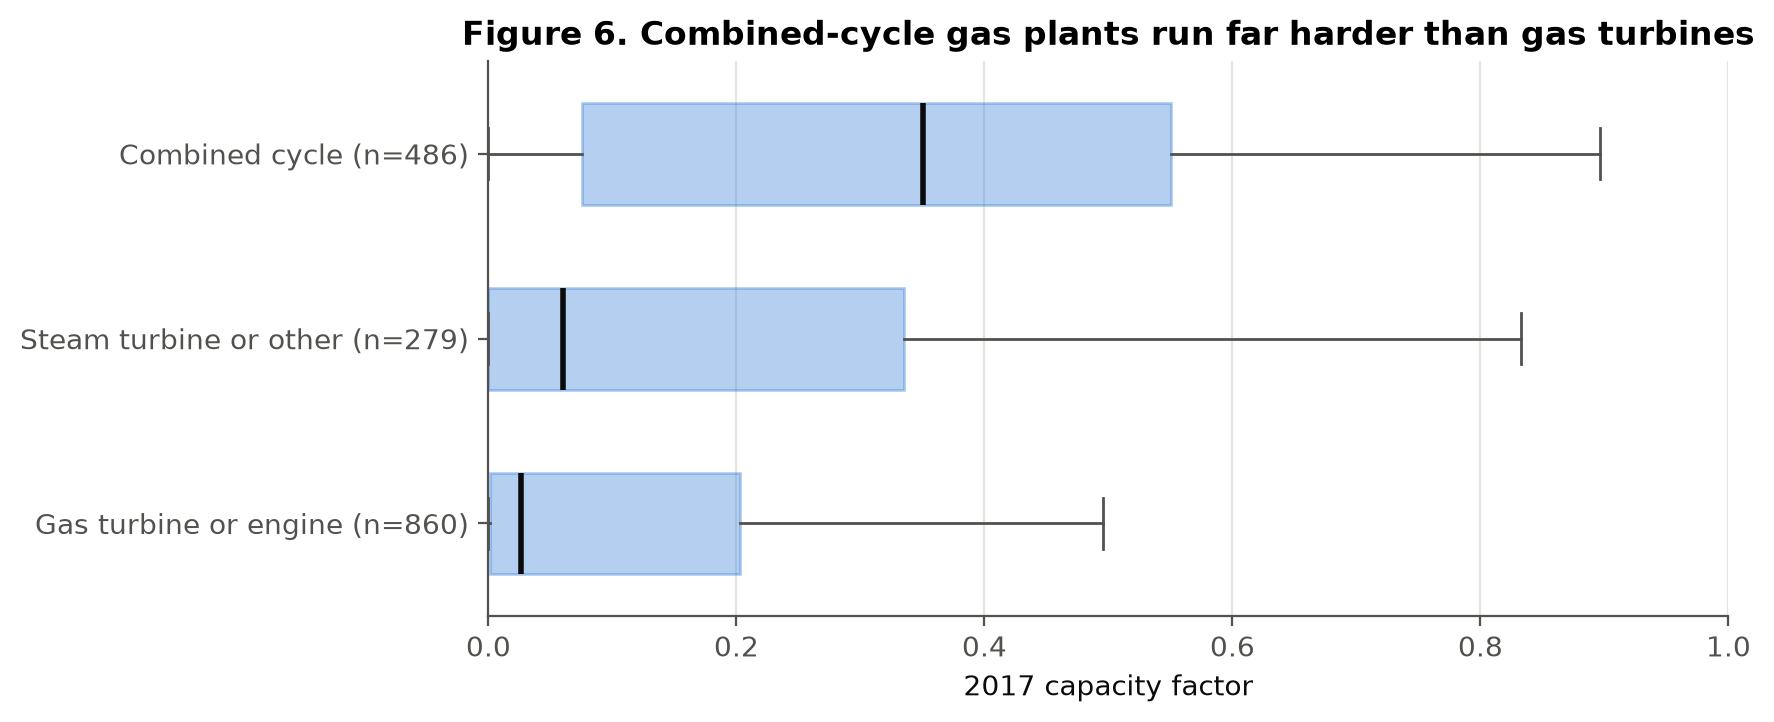 Figure 6. Combined-cycle gas plants run far harder than gas turbines
Combined cycle (n=486)
Steam turbine or other (n=279)
Gas turbine or engine (n=860)
0.0 0.2 0.4 0.6 0.8 1.0
2017 capacity factor